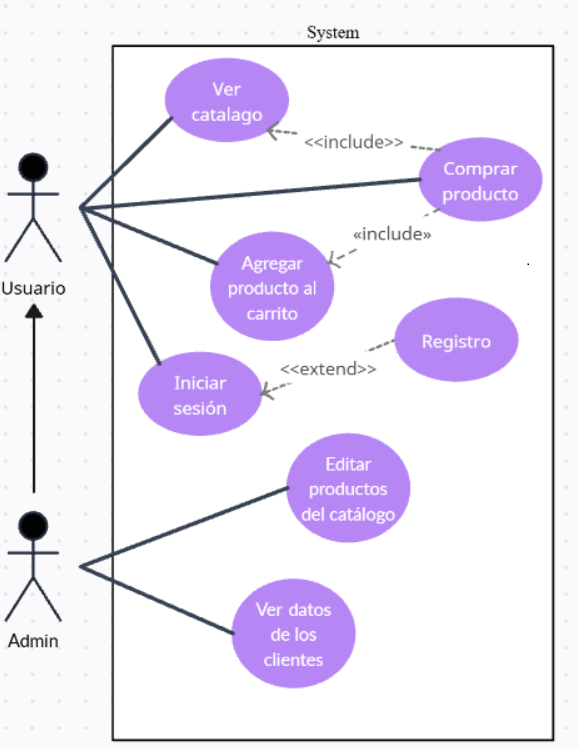 System
Ver
catalago
<<include>>
Comprar
producto
«include»
Usuario
Agregar
producto al
carrito
Registro
<<extend>>
Iniciar
sesión
Editar
productos
del catálogo
Admin
Ver datos
de los
clientes